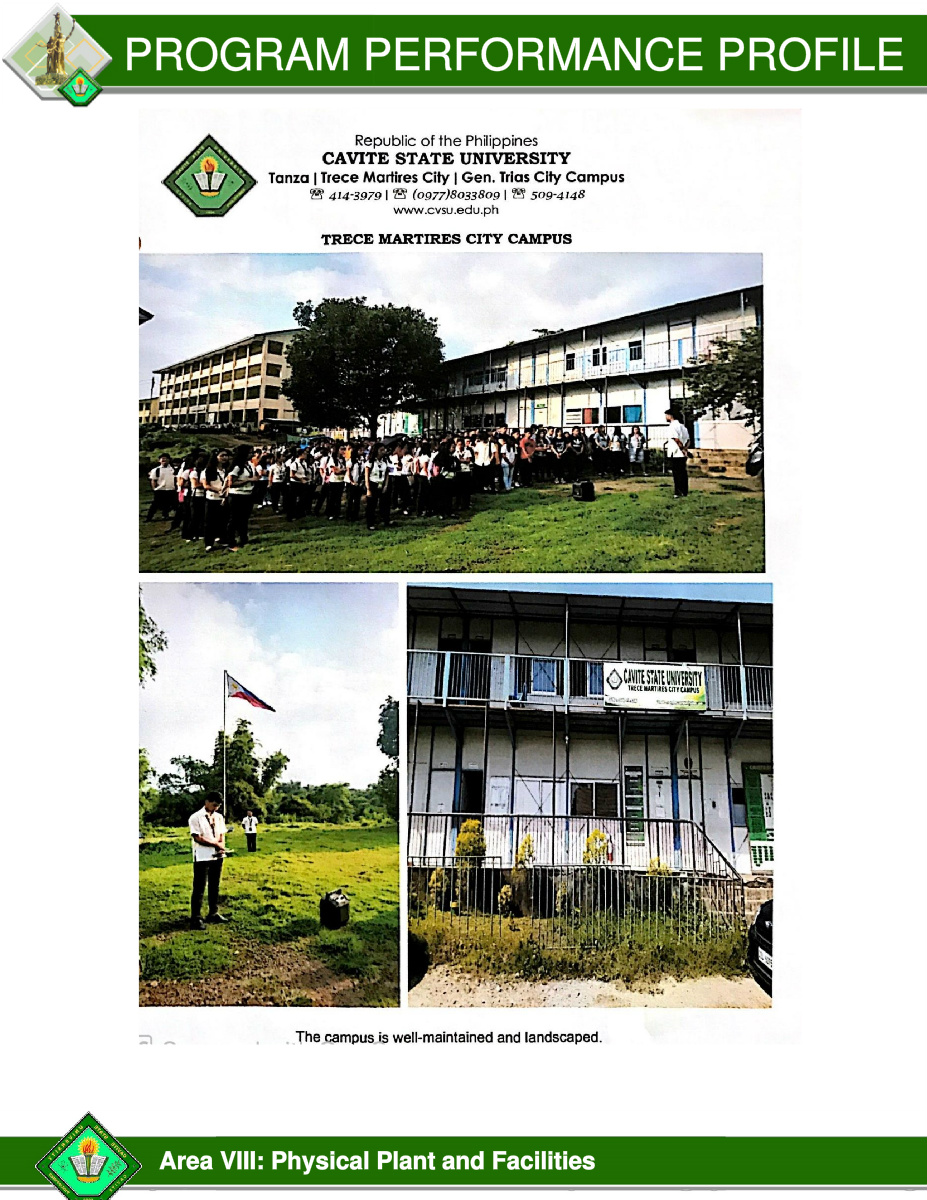 PROGRAM PERFORMANCE PROFILE
Republic of the Philippines
CAVITE STATE UNIVERSITY
Tanza | Trece Martires City | Gen. Trias City Campus
☏ 414-3979 | ☏ (0977)8033809 | ☏ 509-4148
www.cvsu.edu.ph
TRECE MARTIRES CITY CAMPUS
CAVITE STATE UNIVERSITY
TRECE MARTIRES CITY CAMPUS
The campus is well-maintained and landscaped.
Area VIII: Physical Plant and Facilities